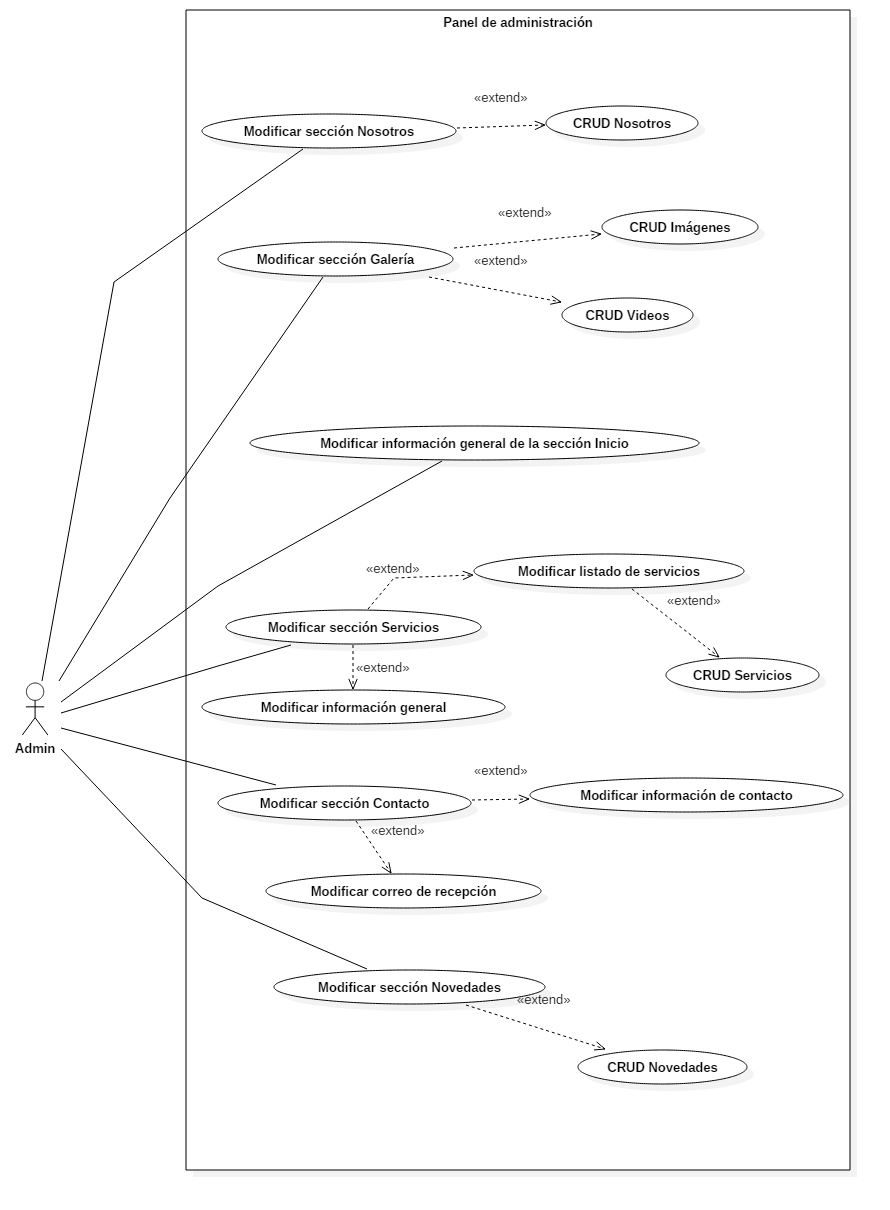 Panel de administración
«extend»
Modificar sección Nosotros
CRUD Nosotros
«extend»
CRUD Imágenes
Modificar sección Galería
«extend»
CRUD Videos
Modificar información general de la sección Inicio
«extend»
Modificar listado de servicios
«extend»
Modificar sección Servicios
«extend»
CRUD Servicios
Modificar información general
Admin
«extend»
Modificar sección Contacto
Modificar información de contacto
«extend»
Modificar correo de recepción
Modificar sección Novedades
«extend»
CRUD Novedades